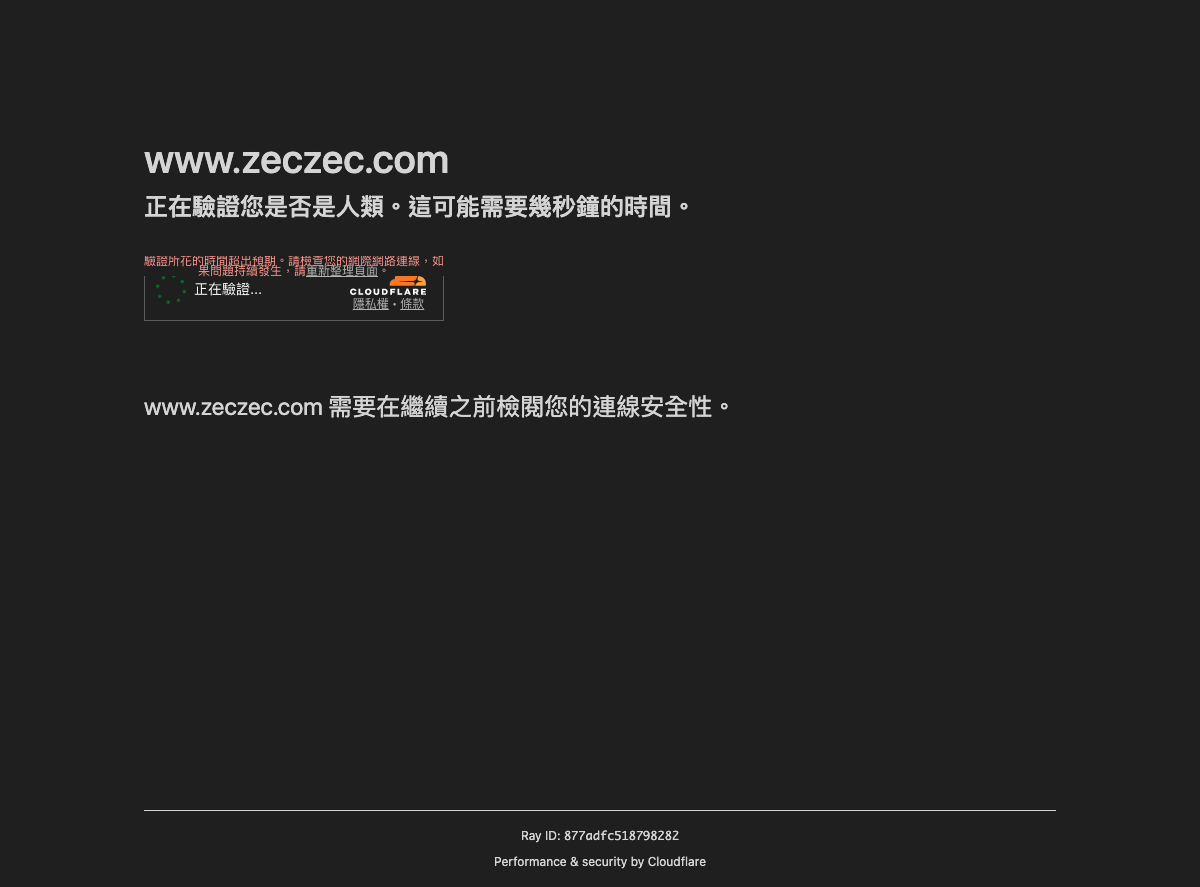 www.zeczec.com
正在驗證您是否是人類。這可能需要幾秒鐘的時間。
驗證所花的時間超出預期。請檢查您的網際網路連線，如
果問題持續發生，請重新整理頁面。
正在驗證...
CLOUDFLARE
隱私權・條款
www.zeczec.com 需要在繼續之前檢閱您的連線安全性。
Ray ID: 877adfc518798282
Performance & security by Cloudflare